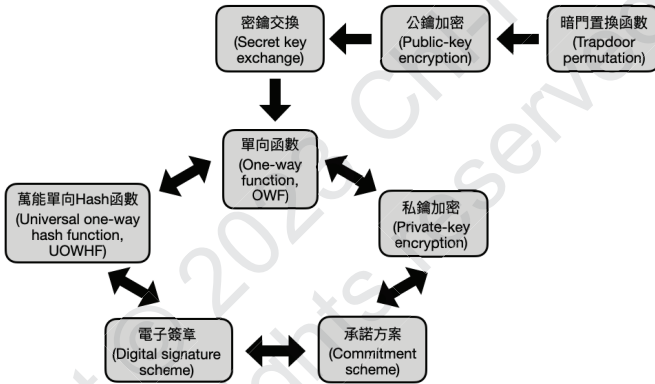 密鑰交換
(Secret key
exchange)
公鑰加密
(Public-key
encryption)
暗門置換函數
(Trapdoor
permutation)
單向函數
(One-way
function,
OWF)
萬能單向Hash函數
(Universal one-way
hash function,
UOWHF)
私鑰加密
(Private-key
encryption)
電子簽章
(Digital signature
scheme)
承諾方案
(Commitment
scheme)
© 2023